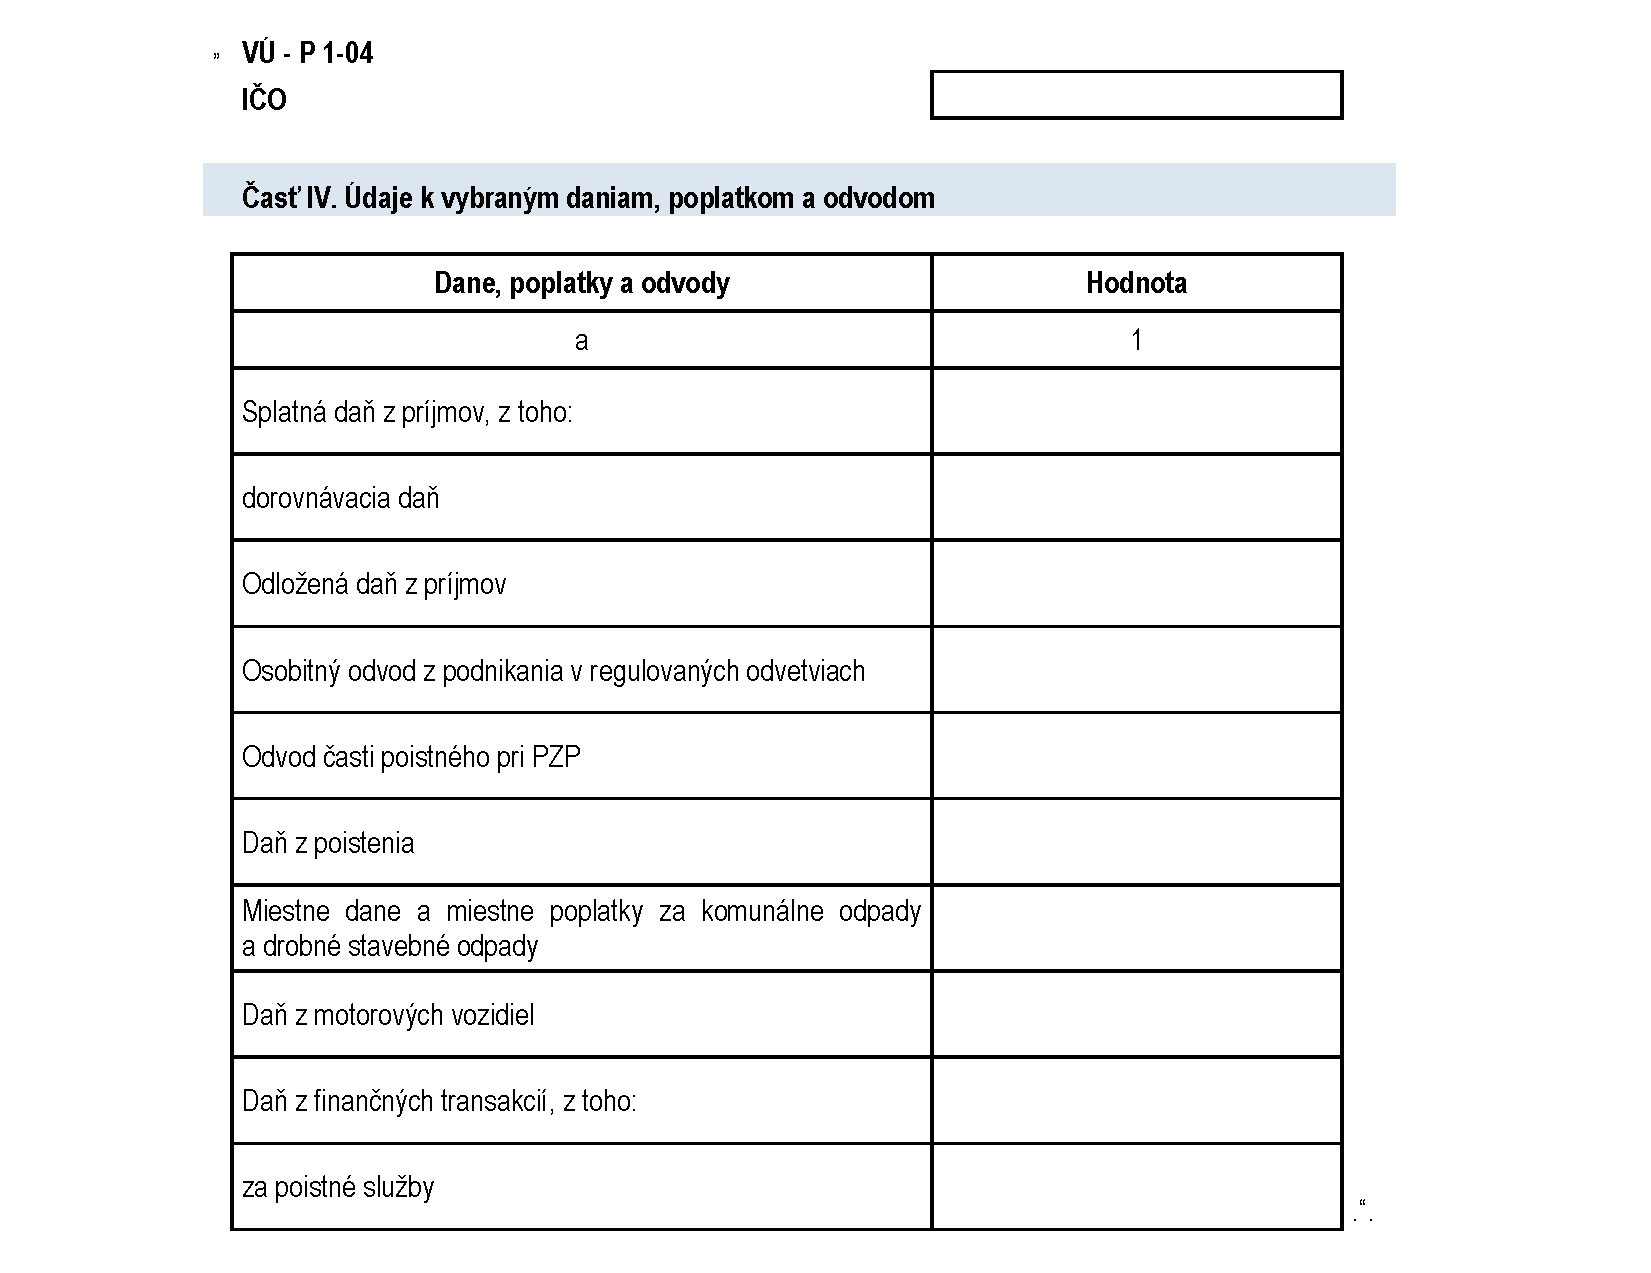 „ VÚ - P 1-04
IČO
Časť IV. Údaje k vybraným daniam, poplatkom a odvodom
Dane, poplatky a odvody Hodnota
a 1
Splatná daň z príjmov, z toho:
dorovnávacia daň
Odložená daň z príjmov
Osobitný odvod z podnikania v regulovaných odvetviach
Odvod časti poistného pri PZP
Daň z poistenia
Miestne dane a miestne poplatky za komunálne odpady
a drobné stavebné odpady
Daň z motorových vozidiel
Daň z finančných transakcií, z toho:
za poistné služby
.“.